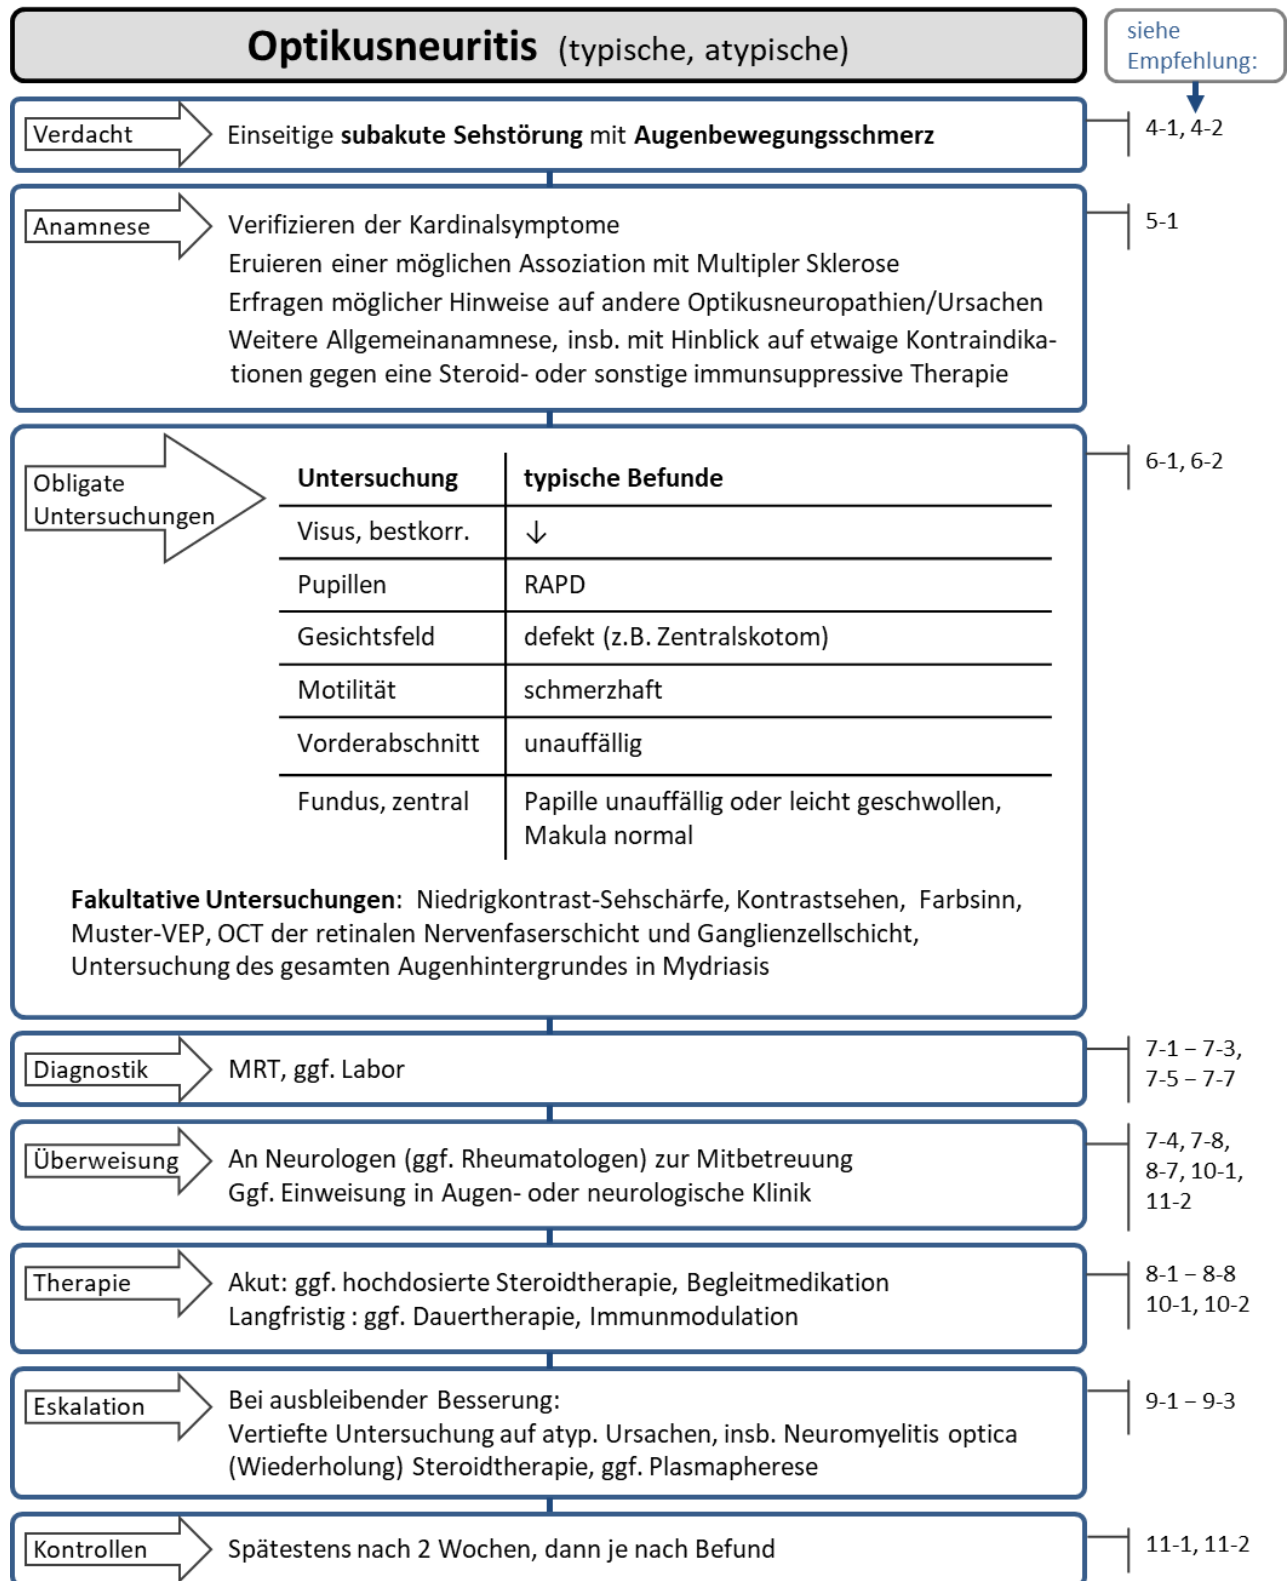 Optikusneuritis (typische, atypische)
siehe
Empfehlung:
Verdacht
Einseitige subakute Sehstörung mit Augenbewegungsschmerz
4-1, 4-2
Anamnese
Verifizieren der Kardinalsymptome
Eruieren einer möglichen Assoziation mit Multipler Sklerose
Erfragen möglicher Hinweise auf andere Optikusneuropathien/Ursachen
Weitere Allgemeinanamnese, insb. mit Hinblick auf etwaige Kontraindika-
tionen gegen eine Steroid- oder sonstige immunsuppressive Therapie
5-1
Obligate
Untersuchungen
Untersuchung typische Befunde
Visus, bestkorr. ↓
Pupillen RAPD
Gesichtsfeld defekt (z.B. Zentralskotom)
Motilität schmerzhaft
Vorderabschnitt unauffällig
Fundus, zentral Papille unauffällig oder leicht geschwollen,
Makula normal
6-1, 6-2
Fakultative Untersuchungen: Niedrigkontrast-Sehschärfe, Kontrastsehen, Farbsinn,
Muster-VEP, OCT der retinalen Nervenfaserschicht und Ganglienzellschicht,
Untersuchung des gesamten Augenhintergrundes in Mydriasis
Diagnostik
MRT, ggf. Labor
7-1 – 7-3,
7-5 – 7-7
Überweisung
An Neurologen (ggf. Rheumatologen) zur Mitbetreuung
Ggf. Einweisung in Augen- oder neurologische Klinik
7-4, 7-8,
8-7, 10-1,
11-2
Therapie
Akut: ggf. hochdosierte Steroidtherapie, Begleitmedikation
Langfristig : ggf. Dauertherapie, Immunmodulation
8-1 – 8-8
10-1, 10-2
Eskalation
Bei ausbleibender Besserung:
Vertiefte Untersuchung auf atyp. Ursachen, insb. Neuromyelitis optica
(Wiederholung) Steroidtherapie, ggf. Plasmapherese
9-1 – 9-3
Kontrollen
Spätestens nach 2 Wochen, dann je nach Befund
11-1, 11-2